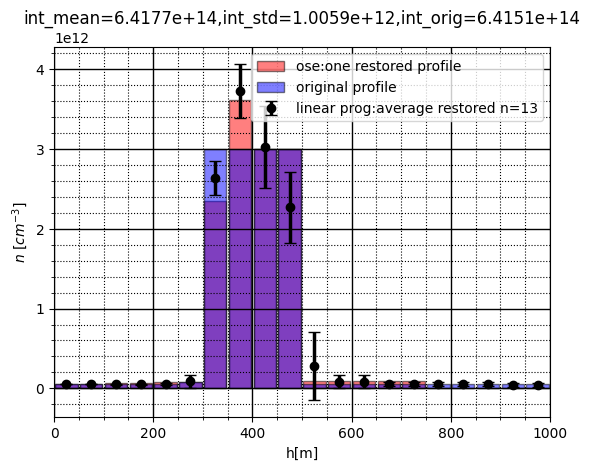 int_mean=6.4177e+14,int_std=1.0059e+12,int_orig=6.4151e+14
1e12
ose:one restored profile
original profile
linear prog:average restored n=13
4
3
2
1
0
n [cm⁻³]
0 200 400 600 800 1000
h[m]